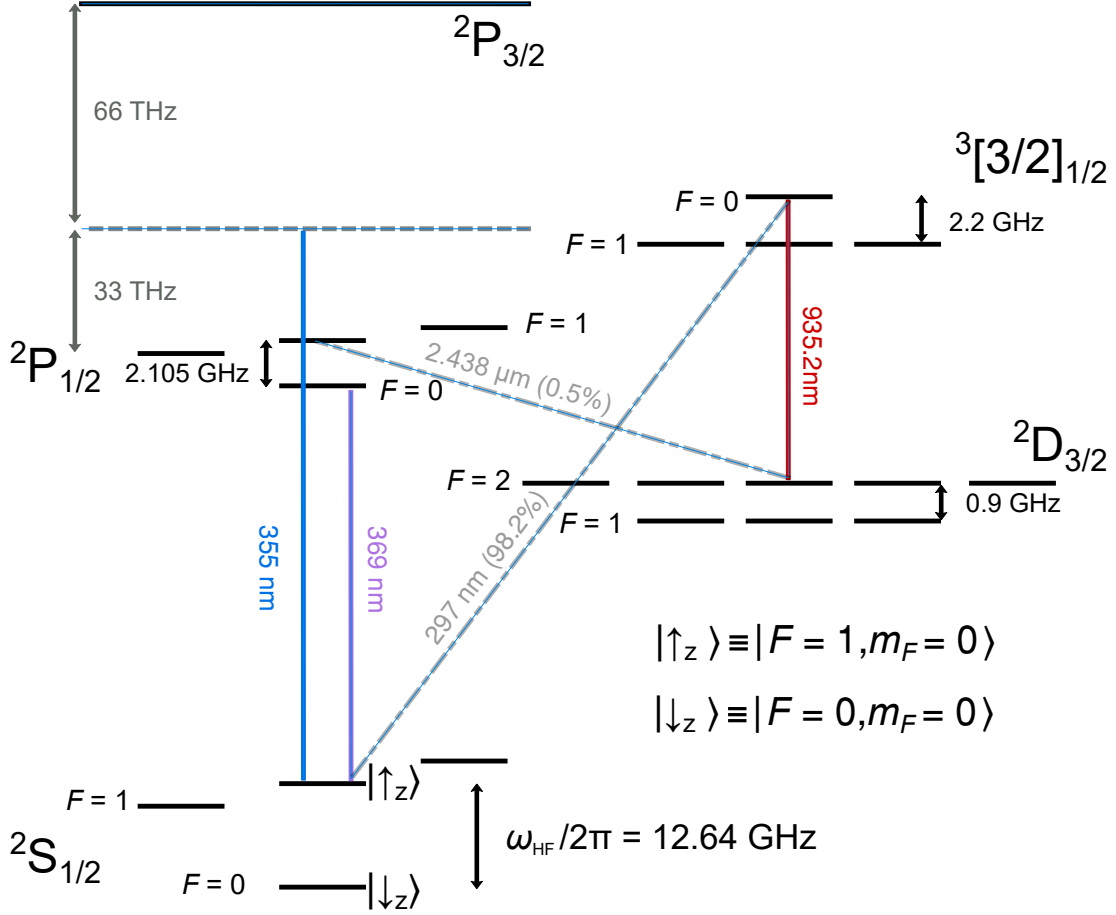 ²P₃/₂
66 THz
³[3/2]₁/₂
F = 0
2.2 GHz
F = 1
33 THz
F = 1
²P₁/₂
2.105 GHz
F = 0
2.438 μm (0.5%)
935.2nm
²D₃/₂
F = 2
F = 1
0.9 GHz
355 nm
369 nm
297 nm (98.2%)
|↑z⟩≡|F = 1,mF = 0⟩
|↓z⟩≡|F = 0,mF = 0⟩
|↑z⟩
F = 1
²S₁/₂
ωHF/2π = 12.64 GHz
F = 0
|↓z⟩